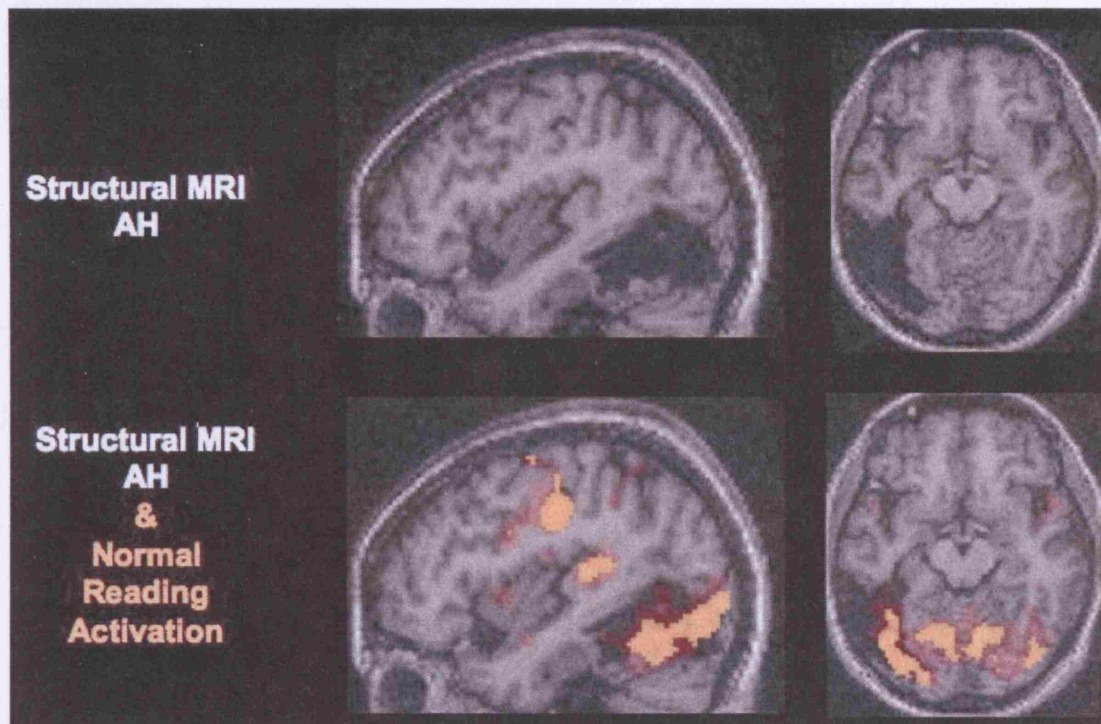 Structural MRI
AH
Structural MRI
AH
&
Normal
Reading
Activation